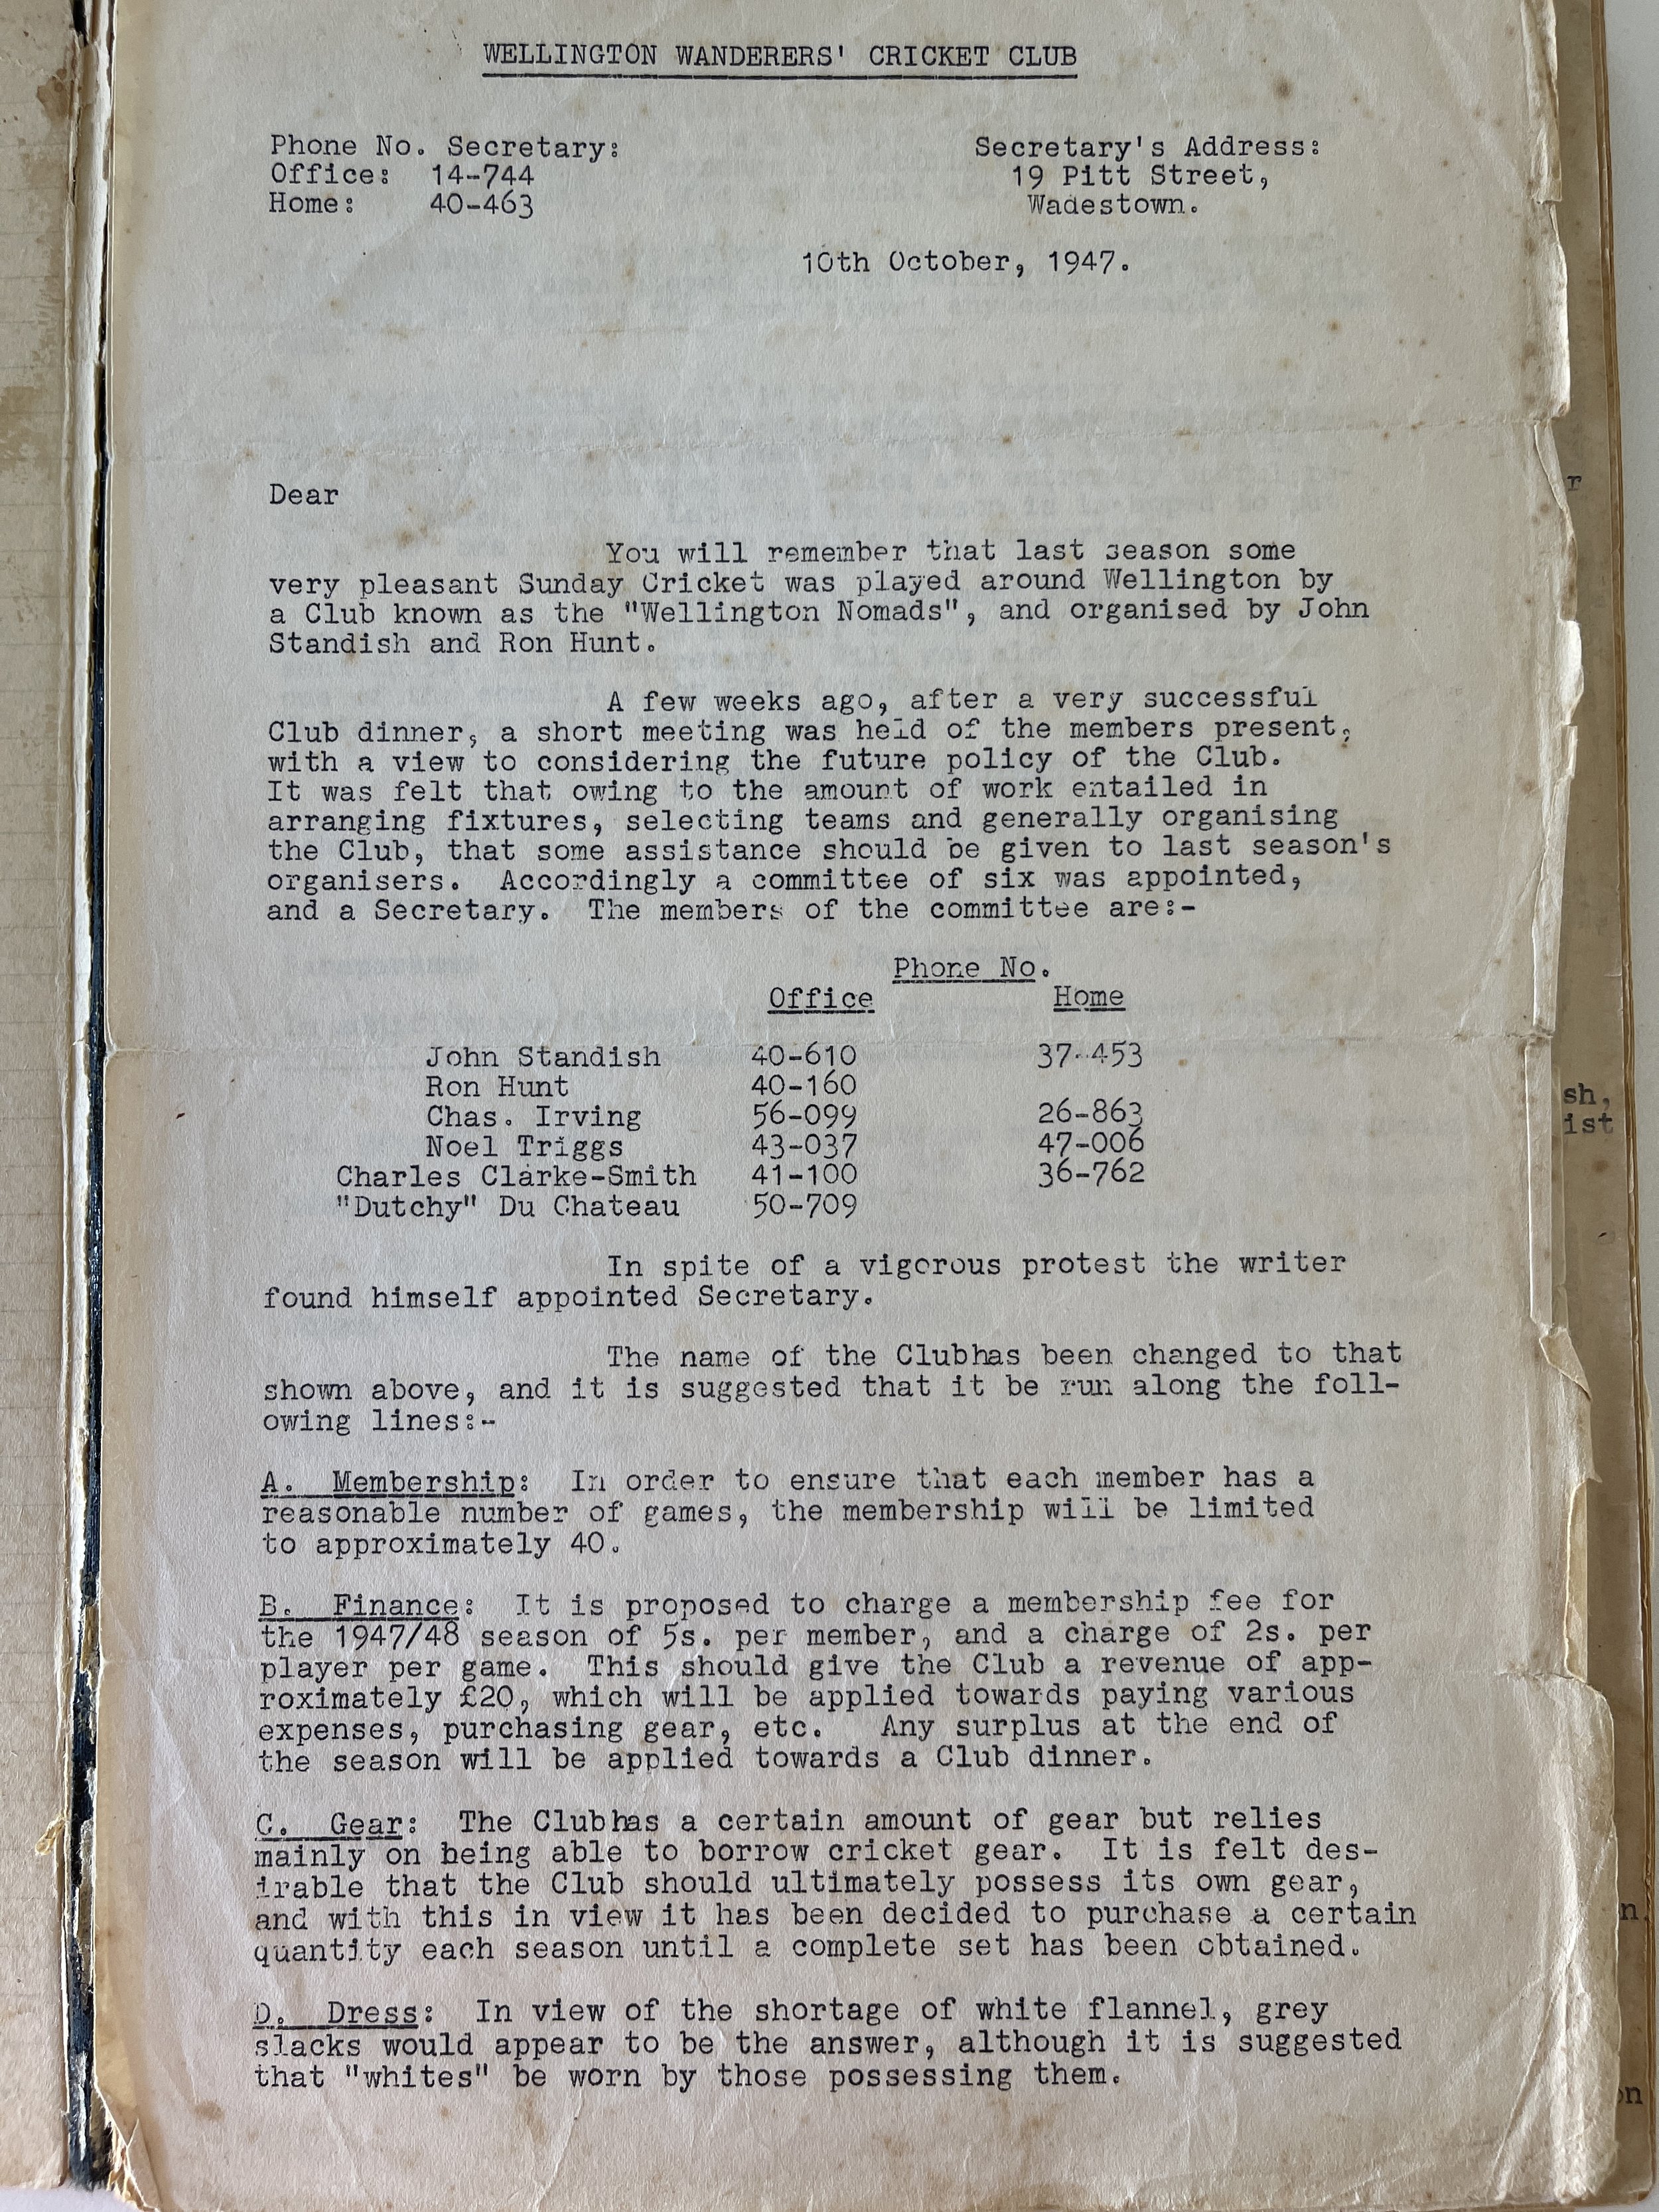 WELLINGTON WANDERERS' CRICKET CLUB
Phone No. Secretary:
Office: 14-744
Home: 40-463
Secretary's Address:
19 Pitt Street,
Wadestown.
10th October, 1947.
Dear
You will remember that last season some
very pleasant Sunday Cricket was played around Wellington by
a Club known as the "Wellington Nomads", and organised by John
Standish and Ron Hunt.
A few weeks ago, after a very successful
Club dinner, a short meeting was held of the members present,
with a view to considering the future policy of the Club.
It was felt that owing to the amount of work entailed in
arranging fixtures, selecting teams and generally organising
the Club, that some assistance should be given to last season's
organisers. Accordingly a committee of six was appointed,
and a Secretary. The members of the committee are:-
Phone No.
Office Home
John Standish 40-610 37-453
Ron Hunt 40-160
Chas. Irving 56-099 26-863
Noel Triggs 43-037 47-006
Charles Clarke-Smith 41-100 36-762
"Dutchy" Du Chateau 50-709
In spite of a vigorous protest the writer
found himself appointed Secretary.
The name of the Club has been changed to that
shown above, and it is suggested that it be run along the foll-
owing lines:-
A. Membership: In order to ensure that each member has a
reasonable number of games, the membership will be limited
to approximately 40.
B. Finance: It is proposed to charge a membership fee for
the 1947/48 season of 5s. per member, and a charge of 2s. per
player per game. This should give the Club a revenue of app-
roximately £20, which will be applied towards paying various
expenses, purchasing gear, etc. Any surplus at the end of
the season will be applied towards a Club dinner.
C. Gear: The Club has a certain amount of gear but relies
mainly on being able to borrow cricket gear. It is felt des-
irable that the Club should ultimately possess its own gear,
and with this in view it has been decided to purchase a certain
quantity each season until a complete set has been obtained.
D. Dress: In view of the shortage of white flannel, grey
slacks would appear to be the answer, although it is suggested
that "whites" be worn by those possessing them.